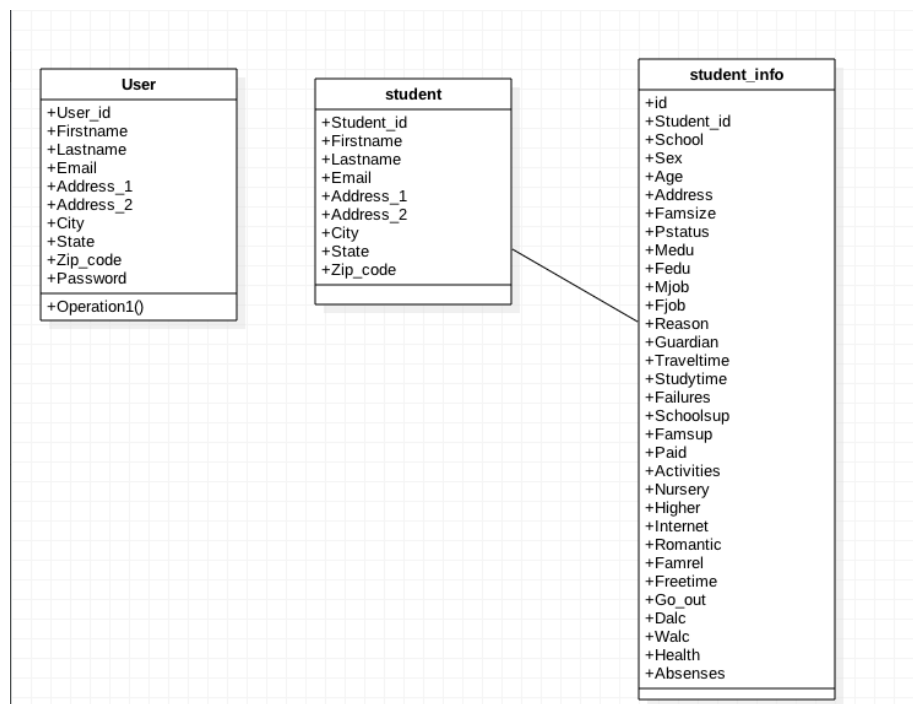 User
+User_id
+Firstname
+Lastname
+Email
+Address_1
+Address_2
+City
+State
+Zip_code
+Password
+Operation1()
student
+Student_id
+Firstname
+Lastname
+Email
+Address_1
+Address_2
+City
+State
+Zip_code
student_info
+id
+Student_id
+School
+Sex
+Age
+Address
+Famsize
+Pstatus
+Medu
+Fedu
+Mjob
+Fjob
+Reason
+Guardian
+Traveltime
+Studytime
+Failures
+Schoolsup
+Famsup
+Paid
+Activities
+Nursery
+Higher
+Internet
+Romantic
+Famrel
+Freetime
+Go_out
+Dalc
+Walc
+Health
+Absenses